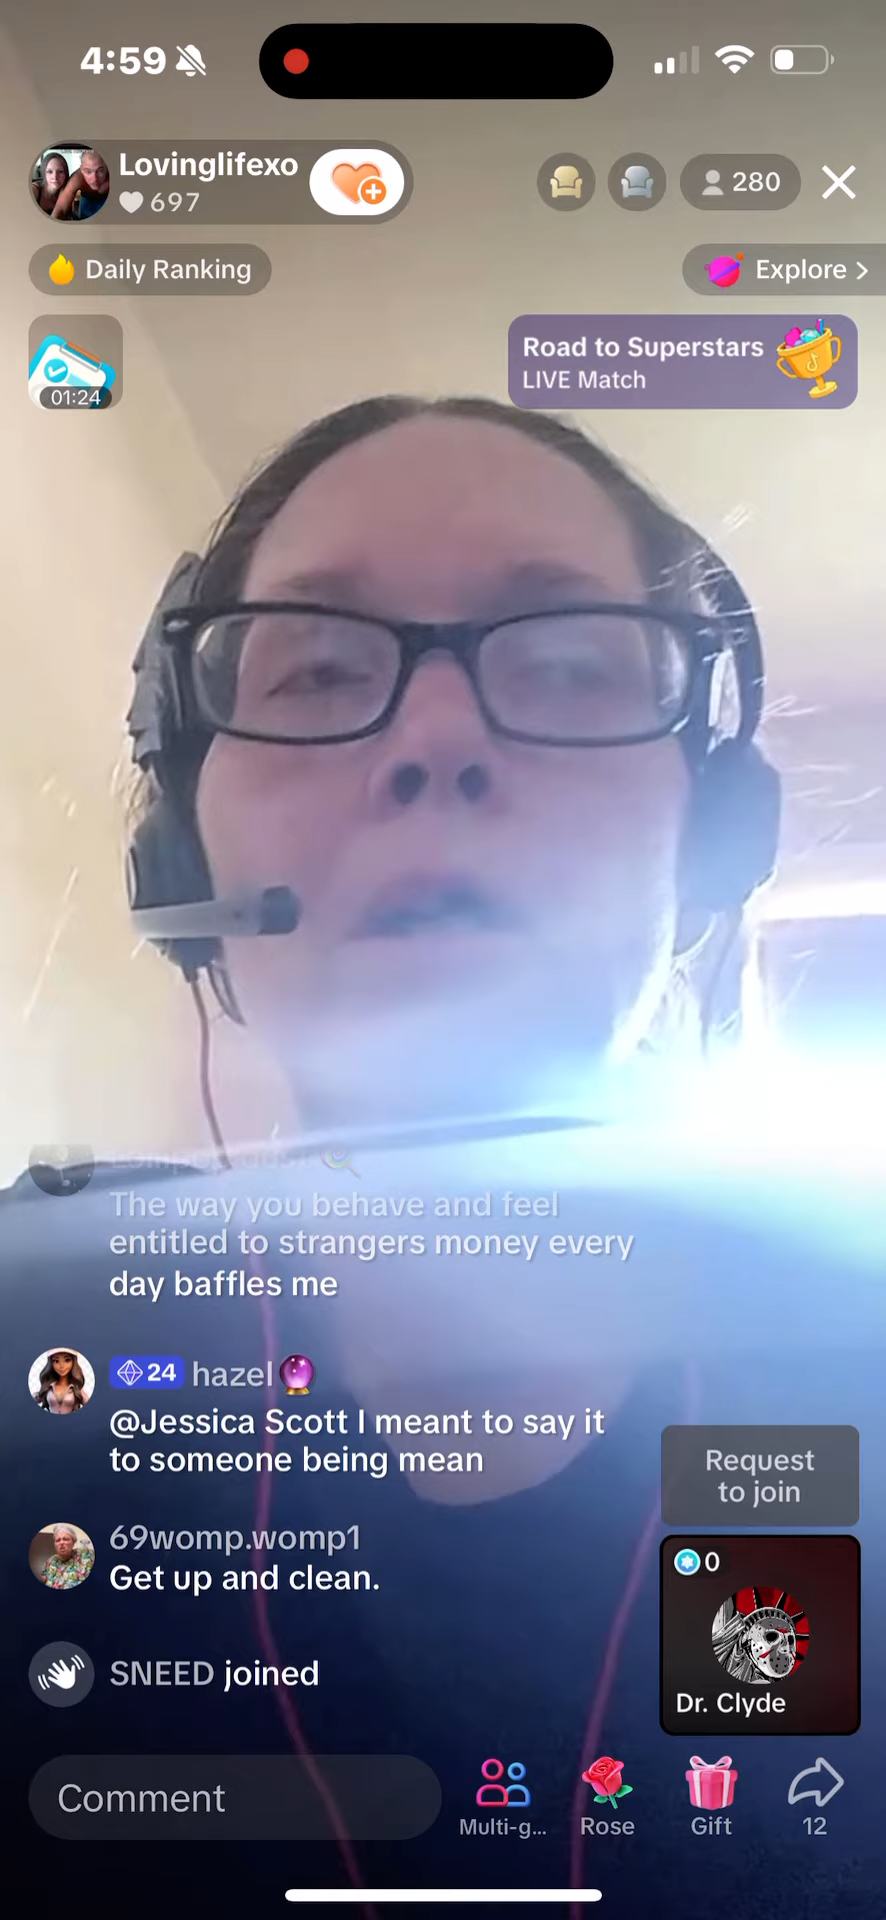 4:59
Lovinglifexo
697
280
Daily Ranking
Explore >
01:24
Road to Superstars
LIVE Match
The way you behave and feel
entitled to strangers money every
day baffles me
24 hazel
@Jessica Scott I meant to say it
to someone being mean
69womp.womp1
Get up and clean.
SNEED joined
Request
to join
0
Dr. Clyde
Comment
Multi-g...
Rose
Gift
12